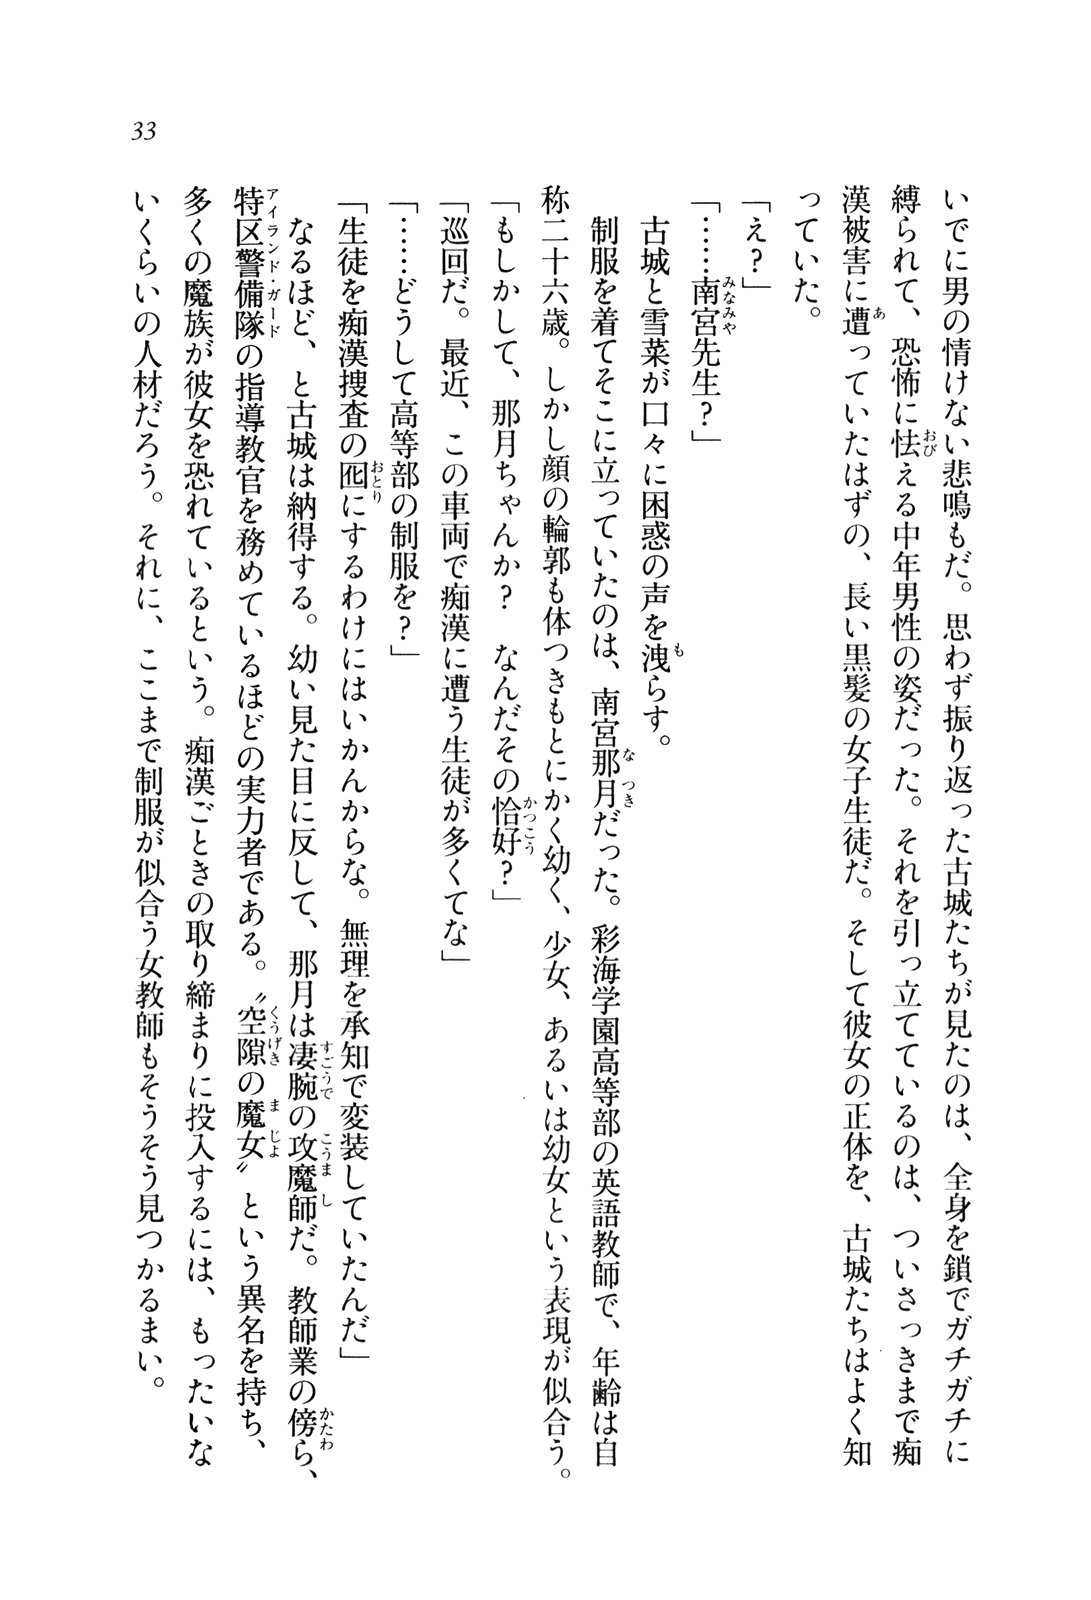 33
いでに男の情けない悲鳴もだ。思わず振り返った古城たちが見たのは、全身を鎖でガチガチに
縛られて、恐怖に怯える中年男性の姿だった。それを引っ立てているのは、ついさっきまで痴
漢被害に遭っていたはずの、長い黒髪の女子生徒だ。そして彼女の正体を、古城たちはよく知
っていた。
「え？」
「……南宮先生？」
古城と雪菜が口々に困惑の声を洩らす。
制服を着てそこに立っていたのは、南宮那月だった。彩海学園高等部の英語教師で、年齢は自
称二十六歳。しかし顔の輪郭も体つきもとにかく幼く、少女、あるいは幼女という表現が似合う。
「もしかして、那月ちゃんか？　なんだその恰好？」
「巡回だ。最近、この車両で痴漢に遭う生徒が多くてな」
「……どうして高等部の制服を？」
「生徒を痴漢捜査の囮にするわけにはいかんからな。無理を承知で変装していたんだ」
なるほど、と古城は納得する。幼い見た目に反して、那月は凄腕の攻魔師だ。教師業の傍ら、
特区警備隊の指導教官を務めているほどの実力者である。〝空隙の魔女〟という異名を持ち、
多くの魔族が彼女を恐れているという。痴漢ごときの取り締まりに投入するには、もったいな
いくらいの人材だろう。それに、ここまで制服が似合う女教師もそうそう見つかるまい。